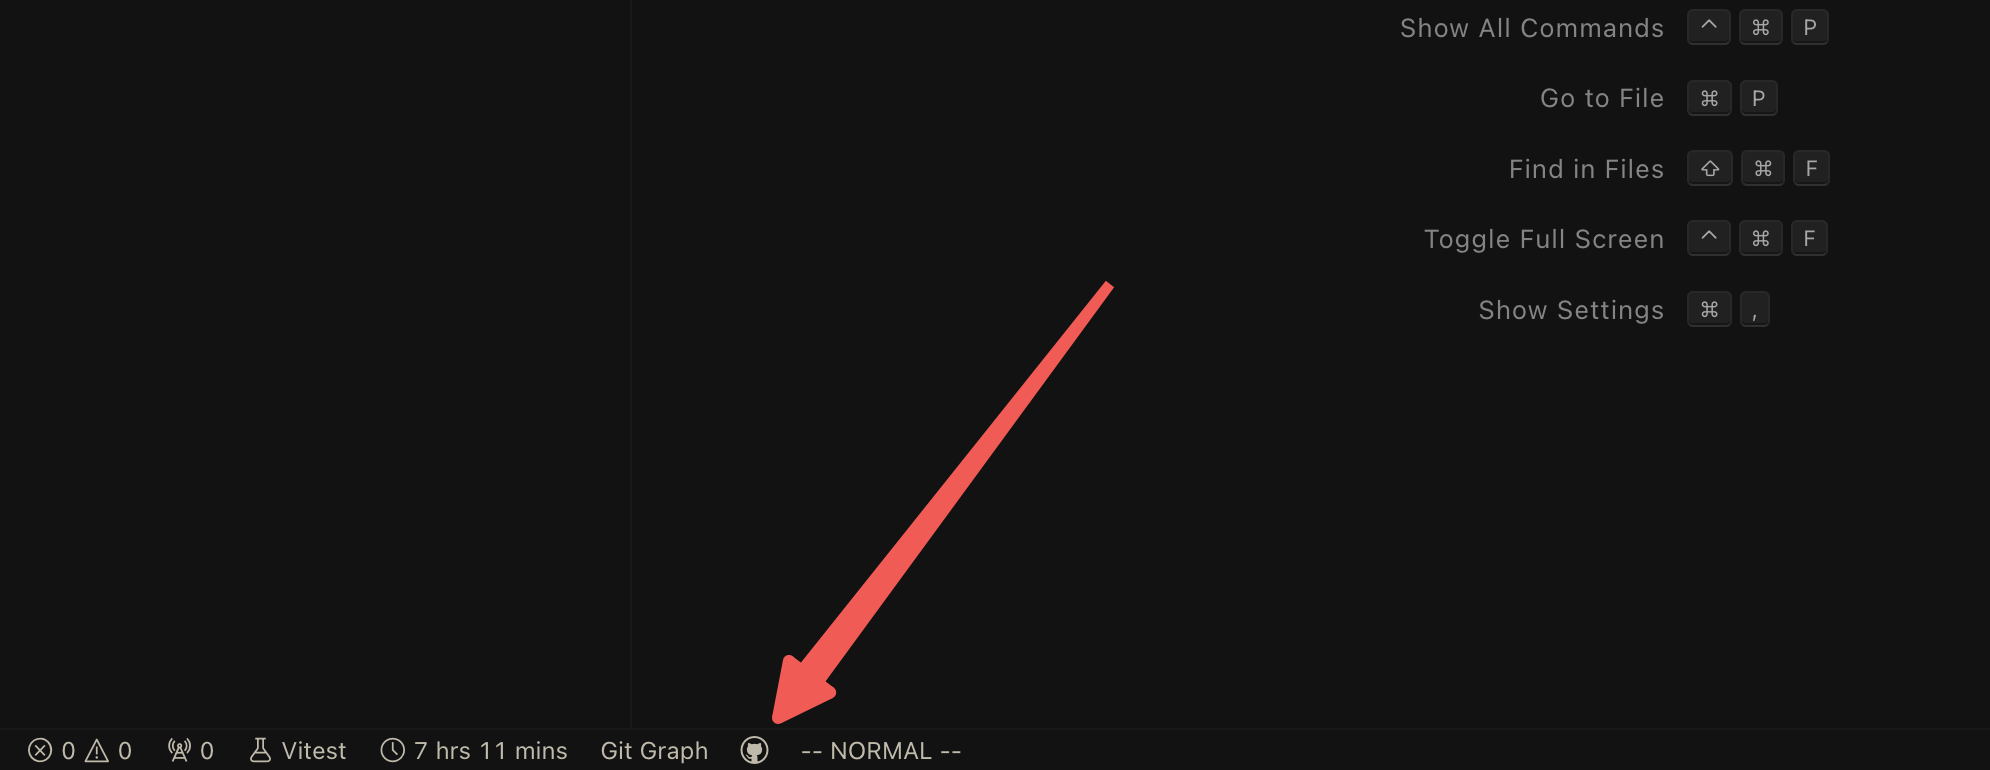 Show All Commands ^ ⌘ P
Go to File ⌘ P
Find in Files ⇧ ⌘ F
Toggle Full Screen ^ ⌘ F
Show Settings ⌘ ,
0 0 0 Vitest 7 hrs 11 mins Git Graph -- NORMAL --